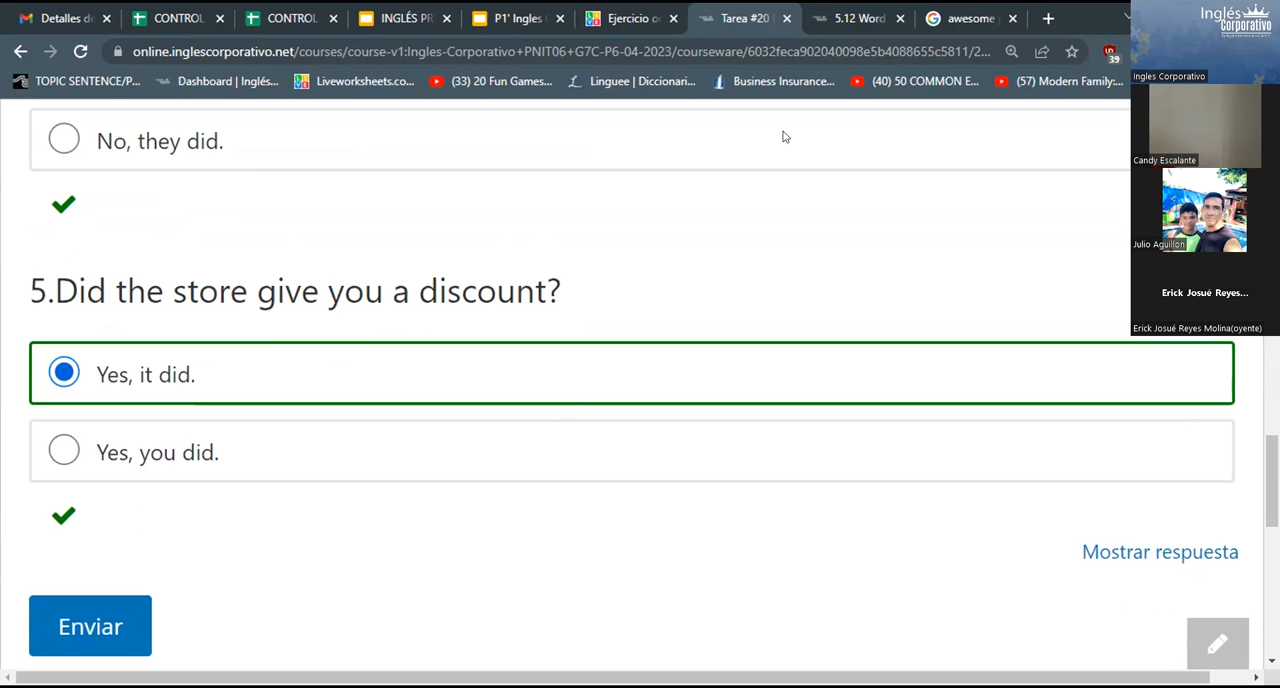 Detalles de
CONTROL
CONTROL
INGLÉS PR
P1' Ingles
Ejercicio o
Tarea #20
5.12 Word
awesome
online.inglescorporativo.net/courses/course-v1:Ingles-Corporativo+PNIT06+G7C-P6-04-2023/courseware/6032feca902040098e5b4088655c5811/2...
39
TOPIC SENTENCE/P...
Dashboard | Inglés...
Liveworksheets.co...
(33) 20 Fun Games...
Linguee | Diccionari...
Business Insurance...
(40) 50 COMMON E...
(57) Modern Family:...
Inglés
Corporativo
Ingles Corporativo
Candy Escalante
Julio Aguillon
Erick Josué Reyes...
Erick Josué Reyes Molina(oyente)
No, they did.
5.Did the store give you a discount?
Yes, it did.
Yes, you did.
Mostrar respuesta
Enviar